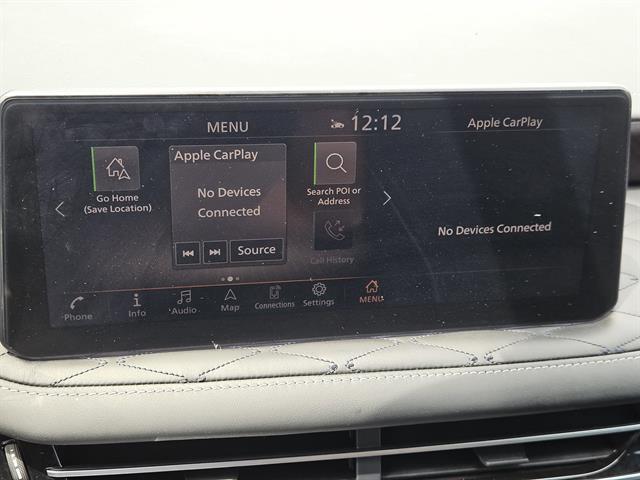 MENU
12:12
Apple CarPlay
Go Home
(Save Location)
Apple CarPlay
No Devices
Connected
Source
Search POI or
Address
Call History
No Devices Connected
Phone
Info
Audio
Map
Connections
Settings
MENU